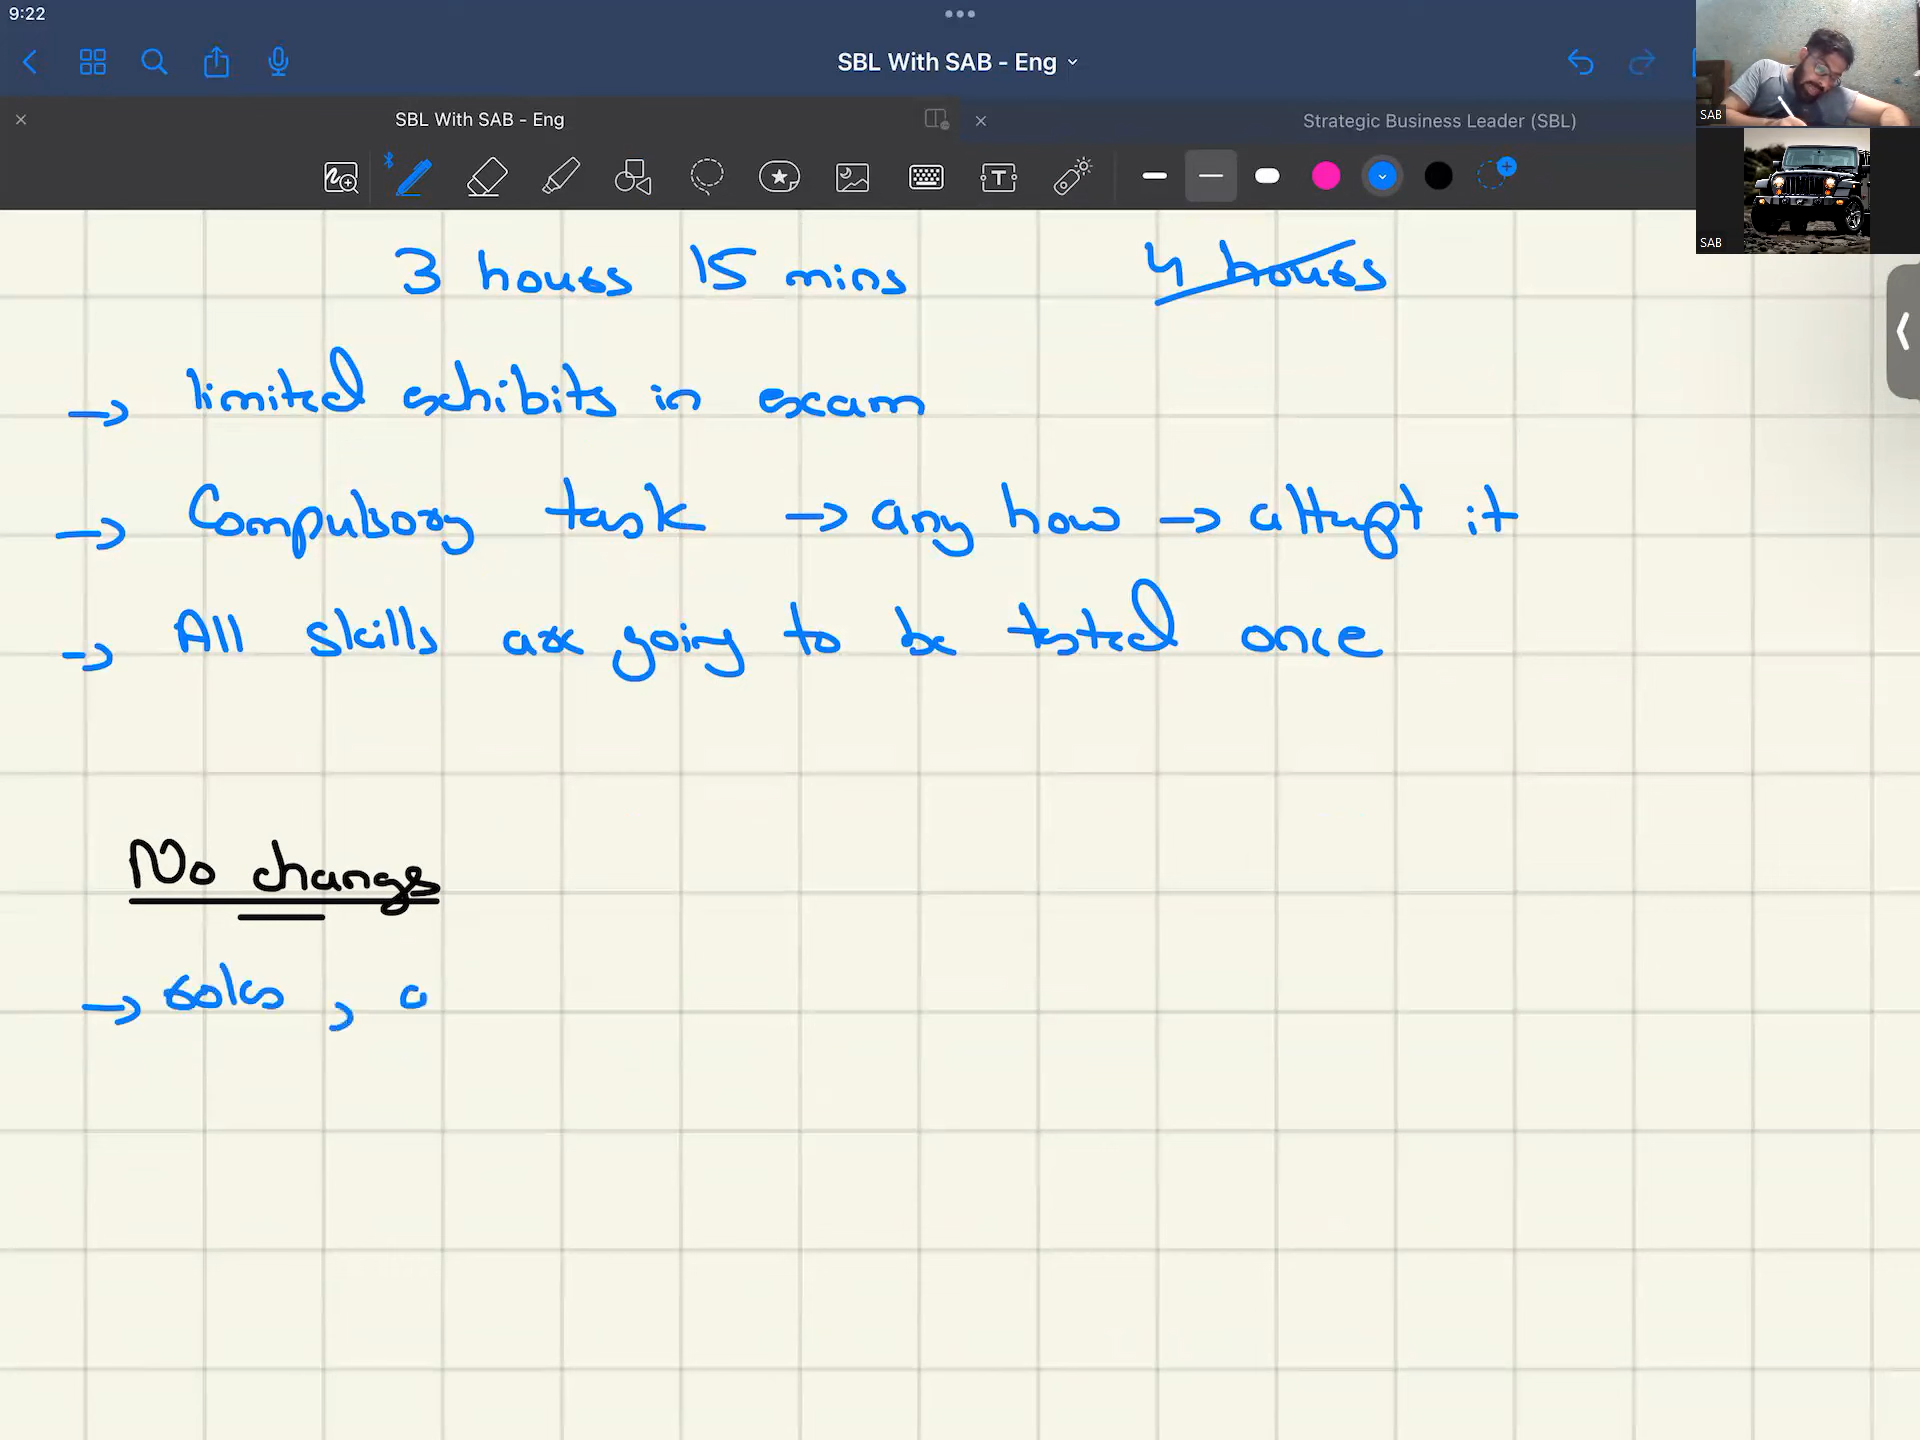 9:22
SBL With SAB - Eng
SBL With SAB - Eng
Strategic Business Leader (SBL)
SAB
SAB
3 hours 15 mins 4 hours
→ limited exhibits in exam
→ Compulsory task → any how → attempt it
→ All skills are going to be tested once
No change
→ roles ,